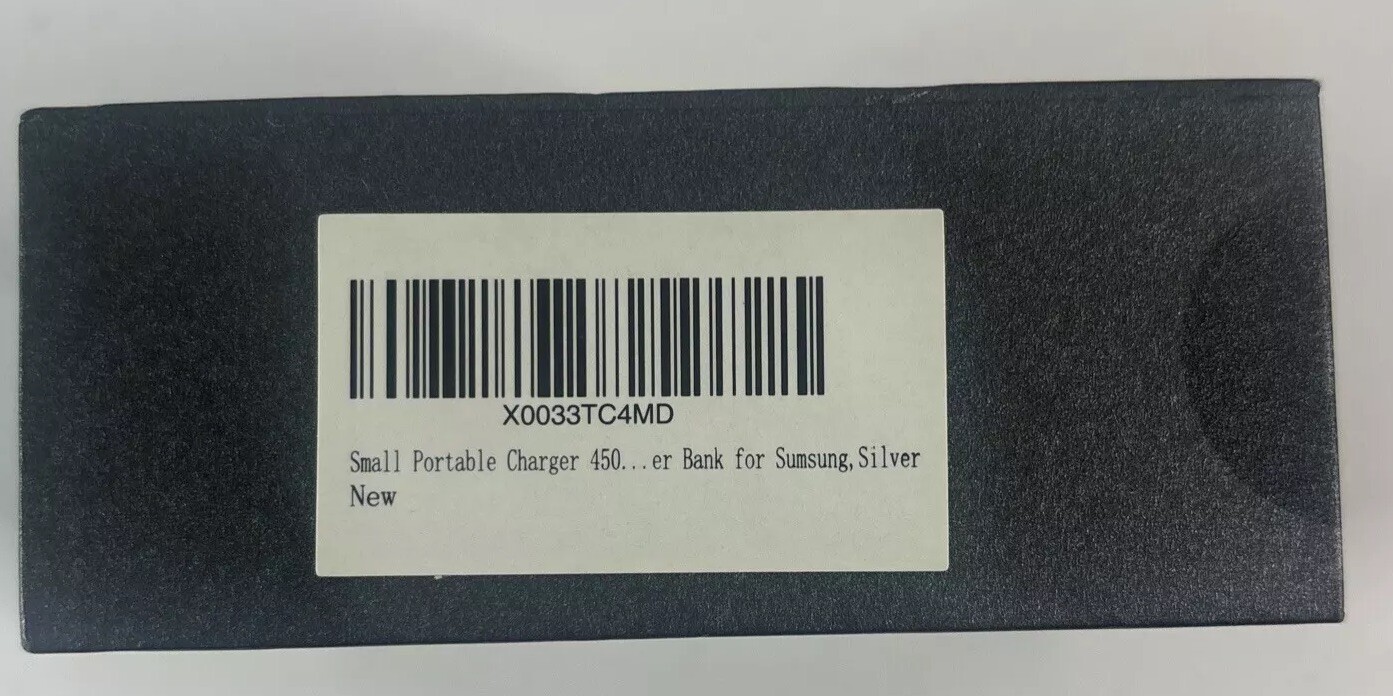 X0033TC4MD
Small Portable Charger 450...er Bank for Sumsung,Silver
New